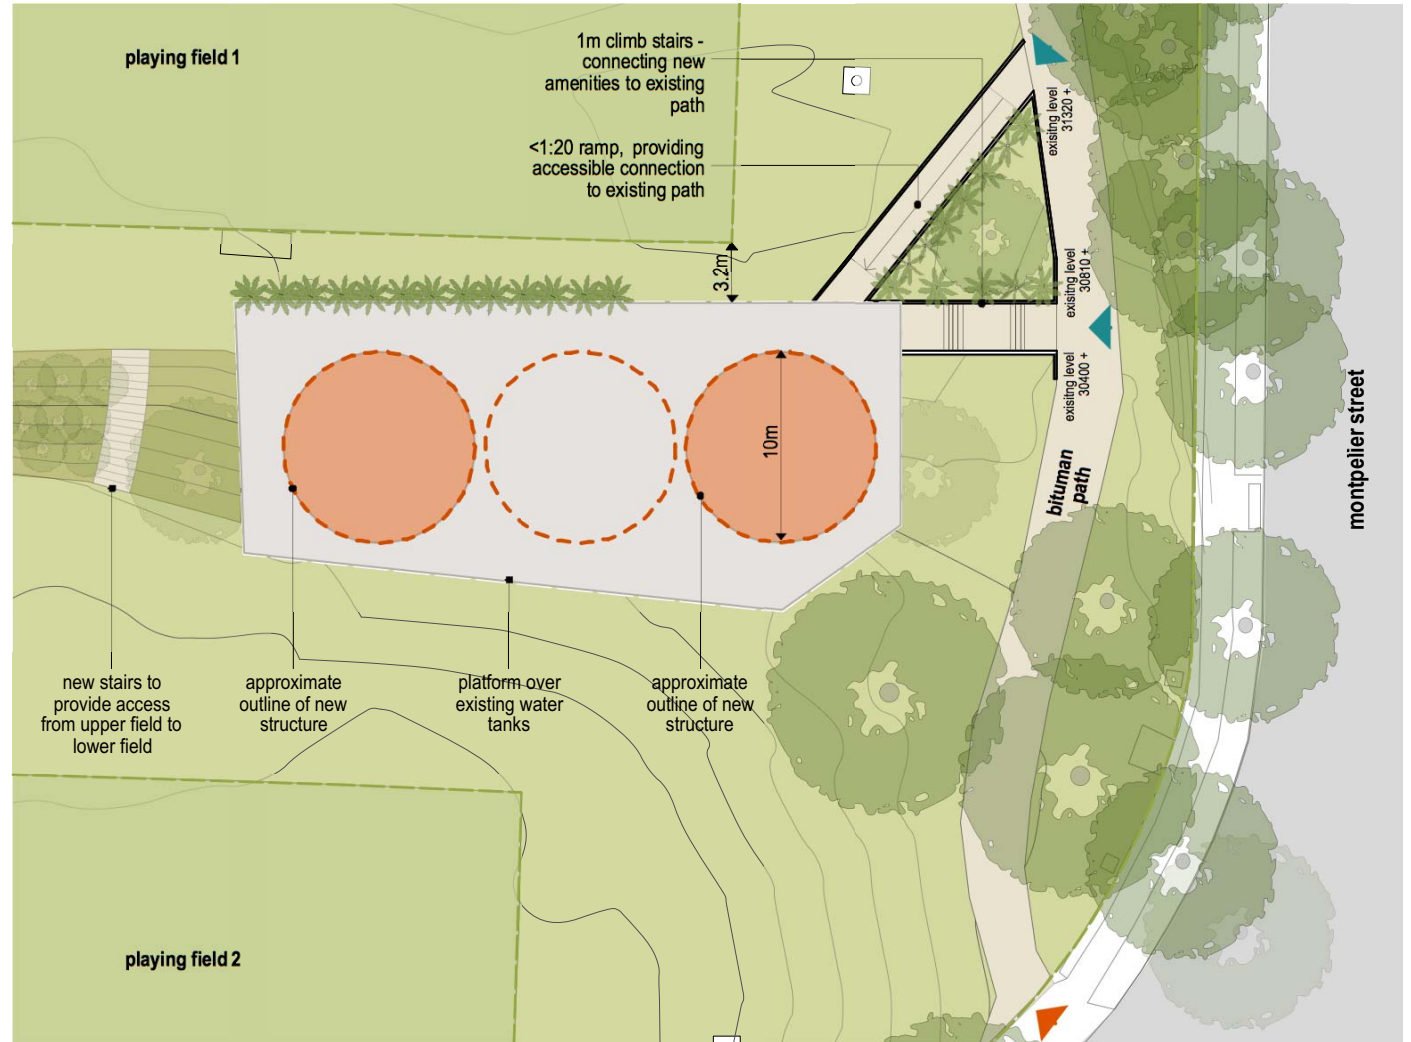 playing field 1
1m climb stairs -
connecting new
amenities to existing
path
<1:20 ramp, providing
accessible connection
to existing path
exisitng level
31320 +
3.2m
exisitng level
30810 +
exisitng level
30400 +
10m
bituman
path
montpelier street
new stairs to
provide access
from upper field to
lower field
approximate
outline of new
structure
platform over
existing water
tanks
approximate
outline of new
structure
playing field 2